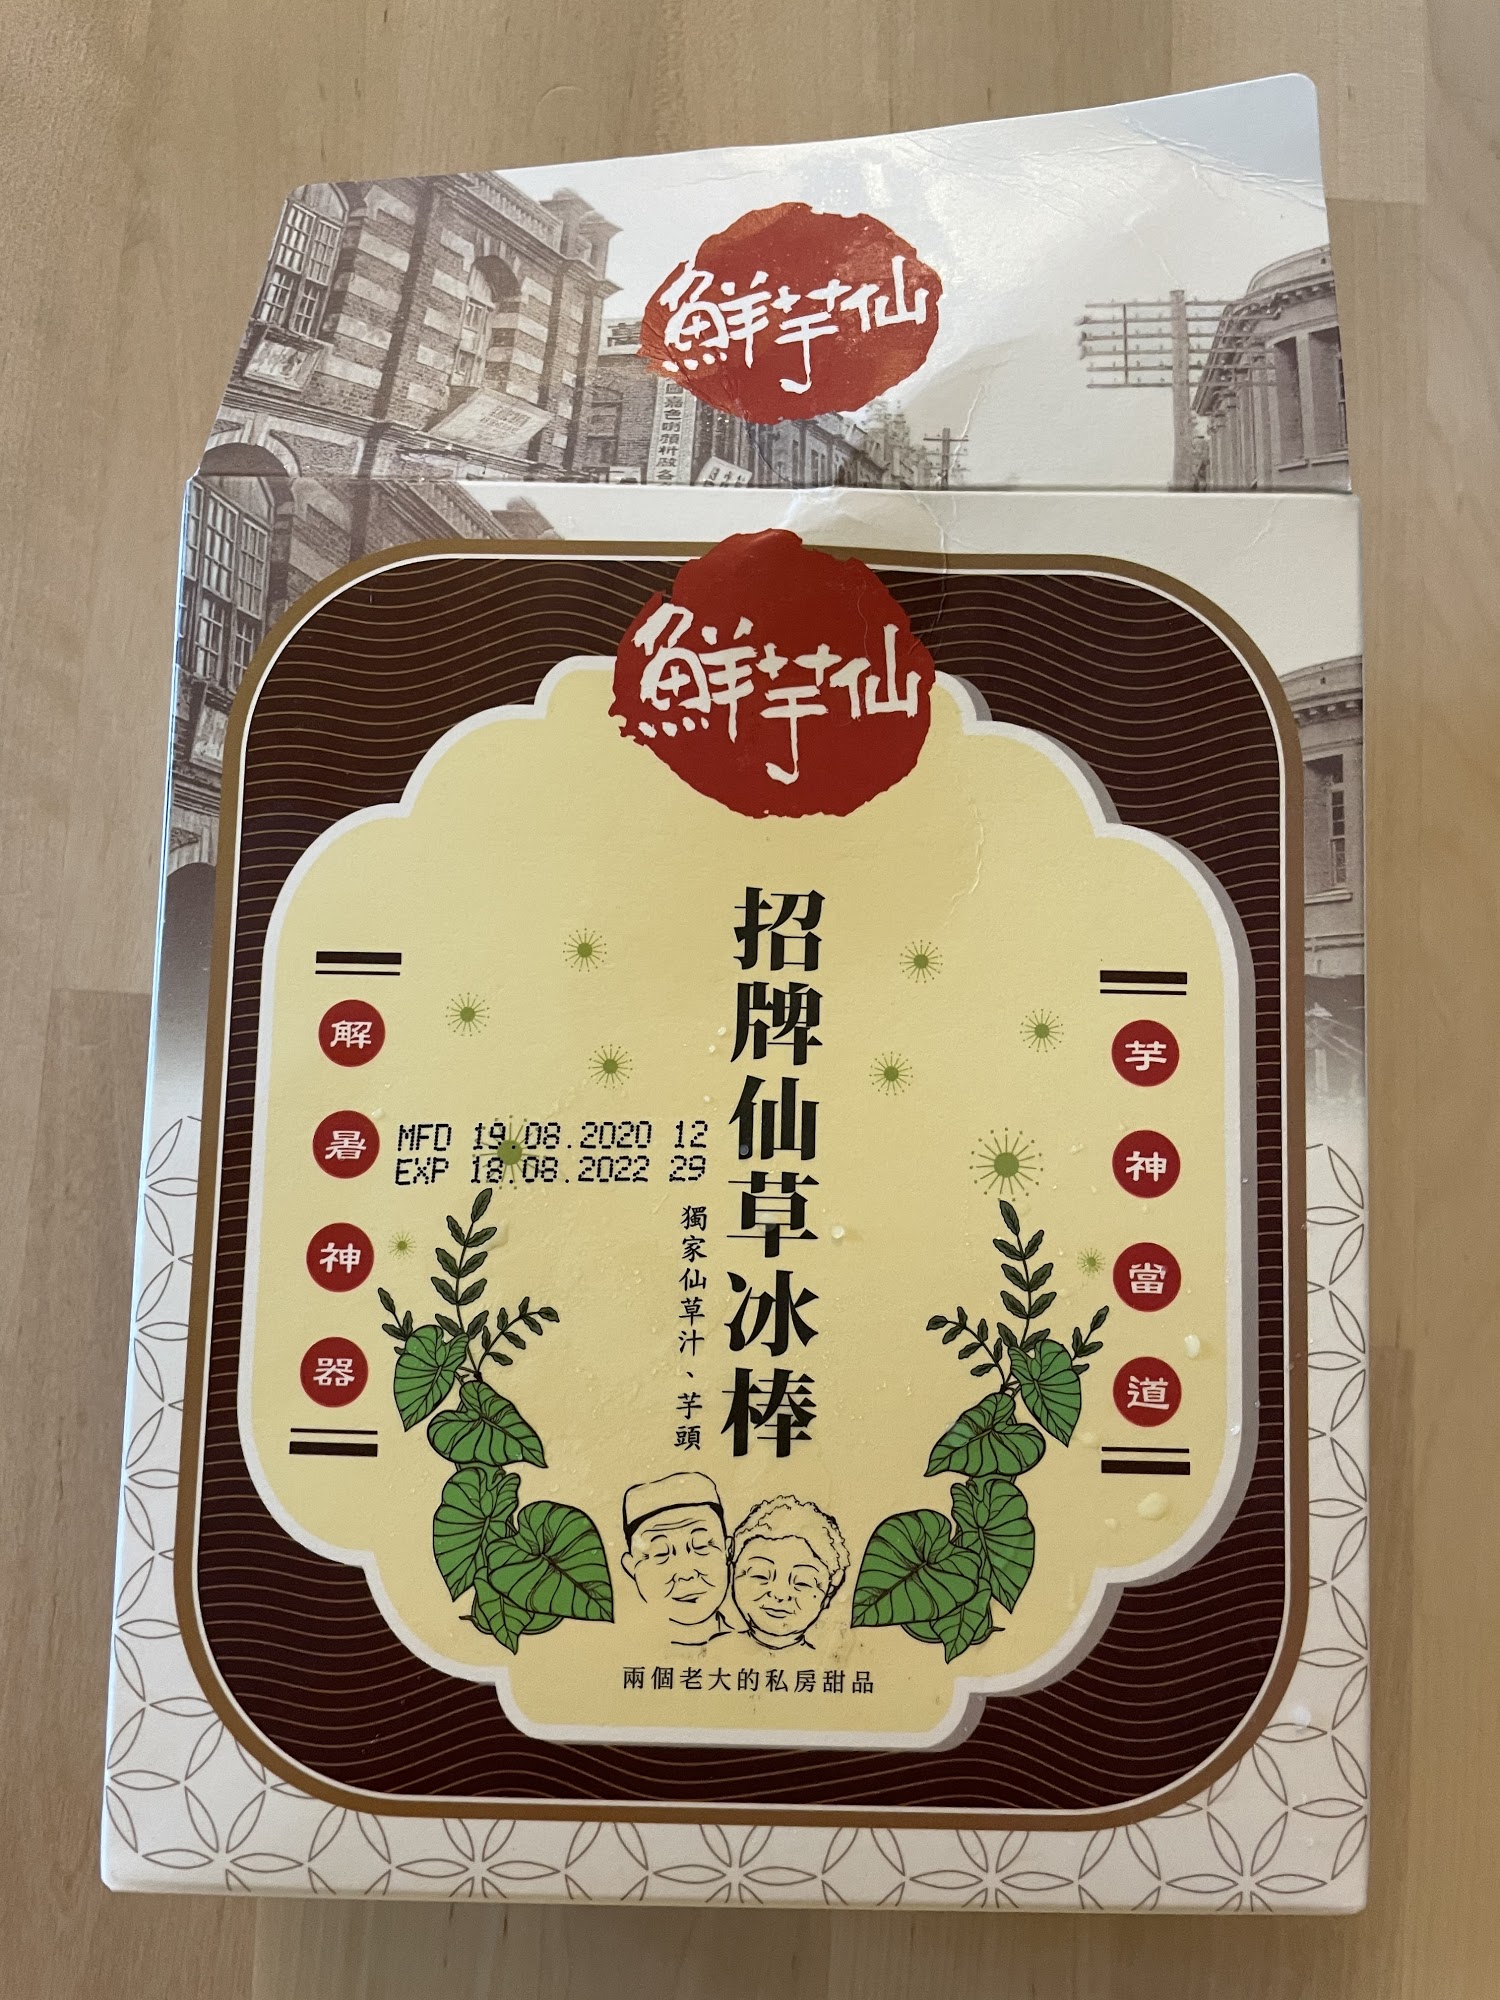 鮮芋仙
鮮芋仙
招牌仙草冰棒
獨家仙草汁、芋頭
芋神當道
解暑神器
MFD 19.08.2020 12
EXP 18.08.2022 29
兩個老大的私房甜品